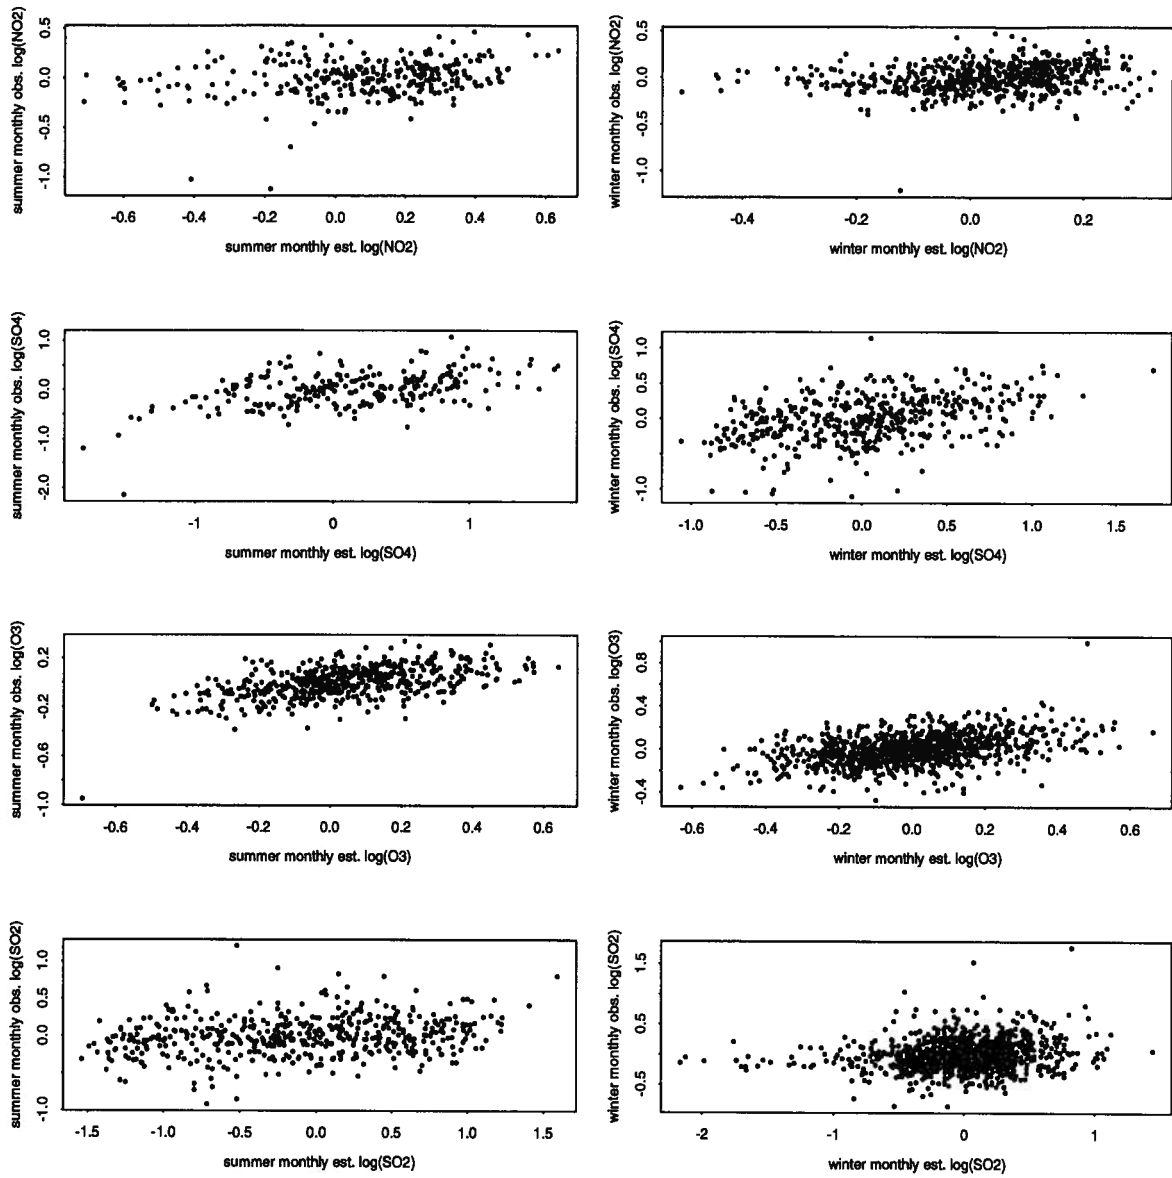 summer monthly obs. log(NO2)
0.5
0.0
-0.5
-1.0
-0.6 -0.4 -0.2 0.0 0.2 0.4 0.6
summer monthly est. log(NO2)
winter monthly obs. log(NO2)
0.5
0.0
-0.5
-1.0
-0.4 -0.2 0.0 0.2
winter monthly est. log(NO2)
summer monthly obs. log(SO4)
1.0
0.0
-1.0
-2.0
-1 0 1
summer monthly est. log(SO4)
winter monthly obs. log(SO4)
1.0
0.5
0.0
-1.0
-1.0 -0.5 0.0 0.5 1.0 1.5
winter monthly est. log(SO4)
summer monthly obs. log(O3)
0.2
-0.2
-0.6
-1.0
-0.6 -0.4 -0.2 0.0 0.2 0.4 0.6
summer monthly est. log(O3)
winter monthly obs. log(O3)
0.8
0.4
0.0
-0.4
-0.6 -0.4 -0.2 0.0 0.2 0.4 0.6
winter monthly est. log(O3)
summer monthly obs. log(SO2)
1.0
0.5
0.0
-1.0
-1.5 -1.0 -0.5 0.0 0.5 1.0 1.5
summer monthly est. log(SO2)
winter monthly obs. log(SO2)
1.5
0.5
-0.5
-2 -1 0 1
winter monthly est. log(SO2)